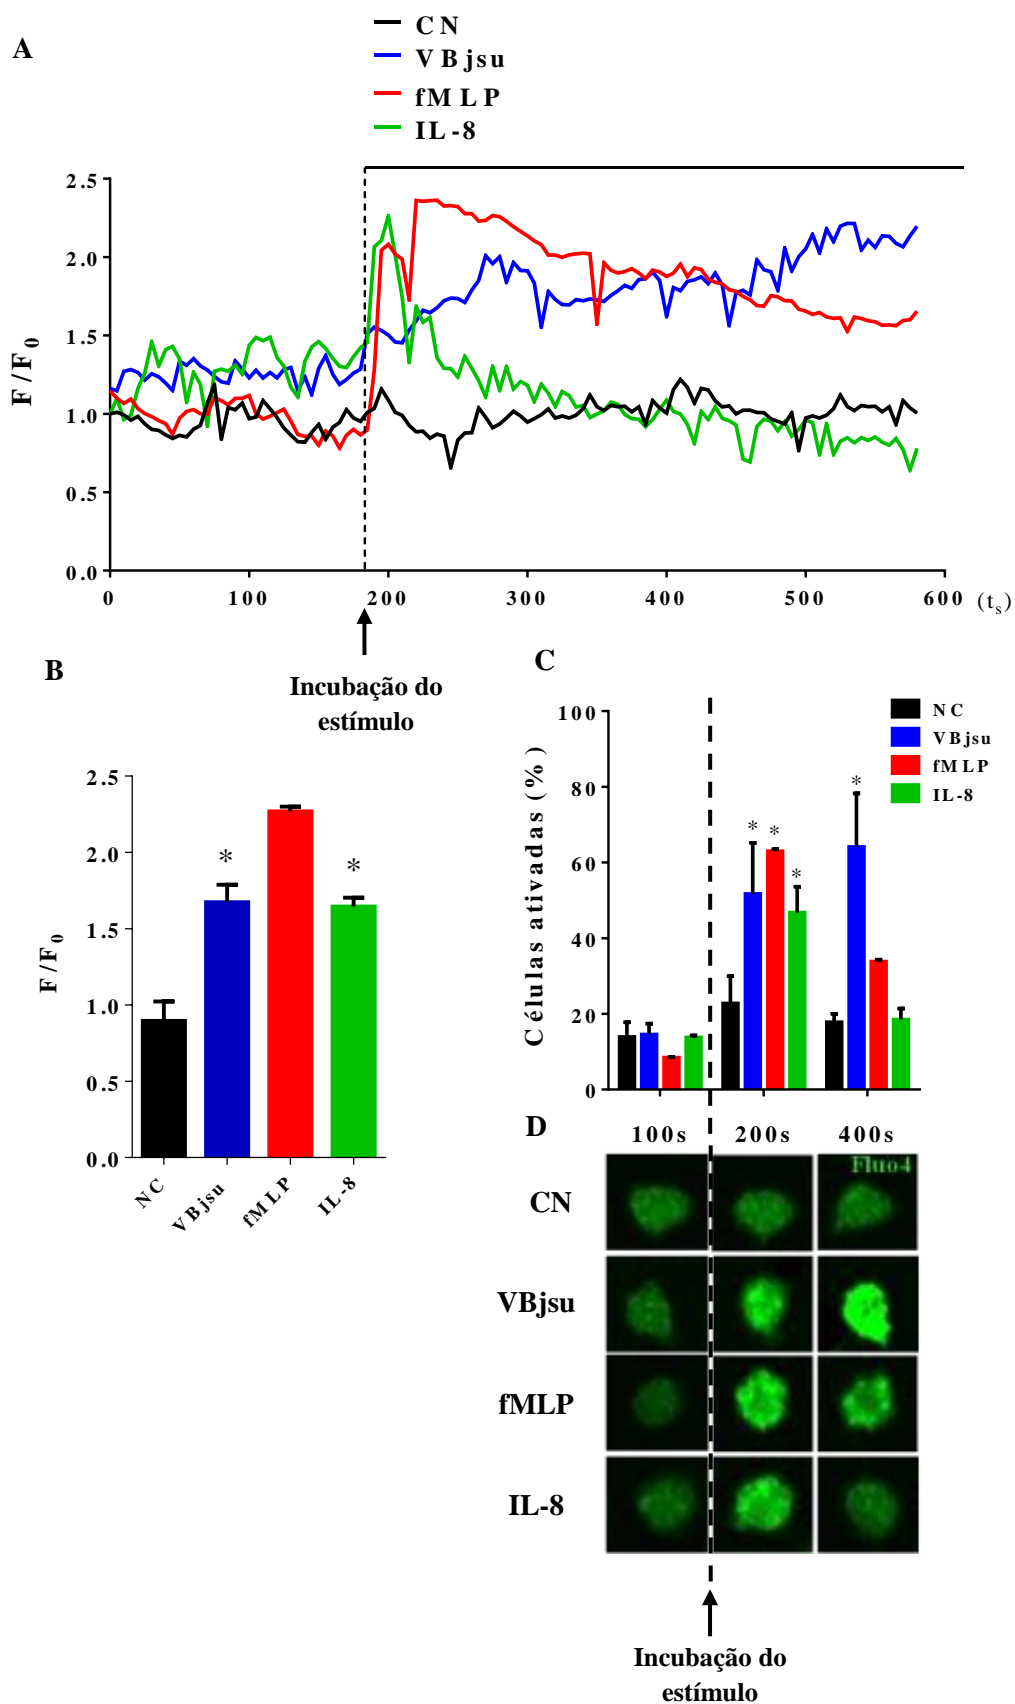 A
CN
VBjsu
fMLP
IL-8
F/F0
2.5
2.0
1.5
1.0
0.5
0.0
0 100 200 300 400 500 600 (ts)
Incubação do
estímulo
B
F/F0
2.5
2.0
1.5
1.0
0.5
0.0
* *
NC VBjsu fMLP IL-8
C
NC
VBjsu
fMLP
IL-8
Células ativadas (%)
100
80
60
40
20
0
* * * *
D
100s 200s 400s
Fluo4
CN
VBjsu
fMLP
IL-8
Incubação do
estímulo